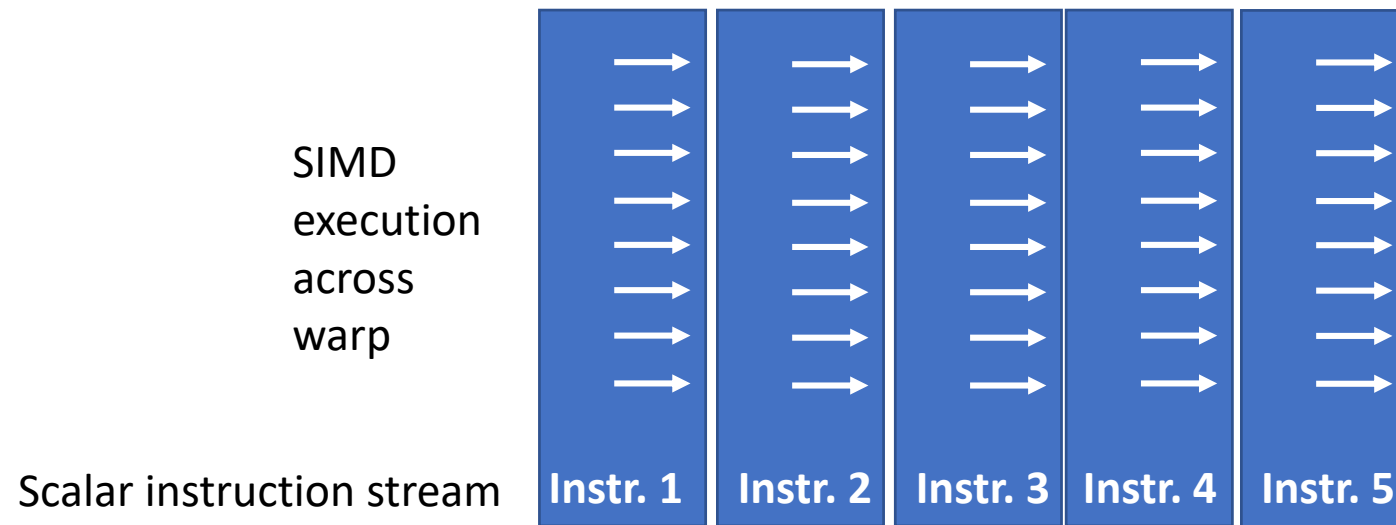 SIMD
execution
across
warp
Scalar instruction stream
Instr. 1
Instr. 2
Instr. 3
Instr. 4
Instr. 5